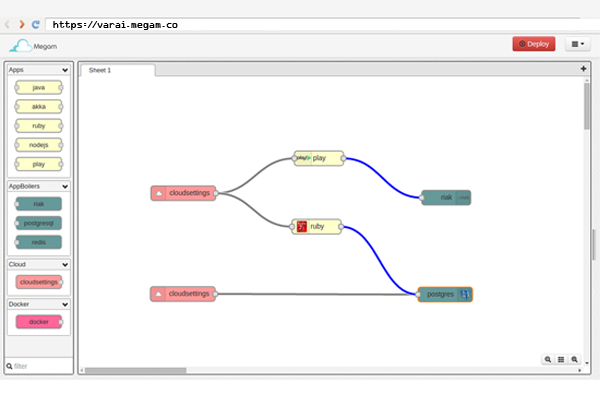 https://varai-megam-co
Megam
Deploy
Apps
java
akka
ruby
nodejs
play
AppBoilers
riak
postgresql
redis
Cloud
cloudsettings
Docker
docker
filter
Sheet 1
play
cloudsettings
riak
ruby
cloudsettings
postgres